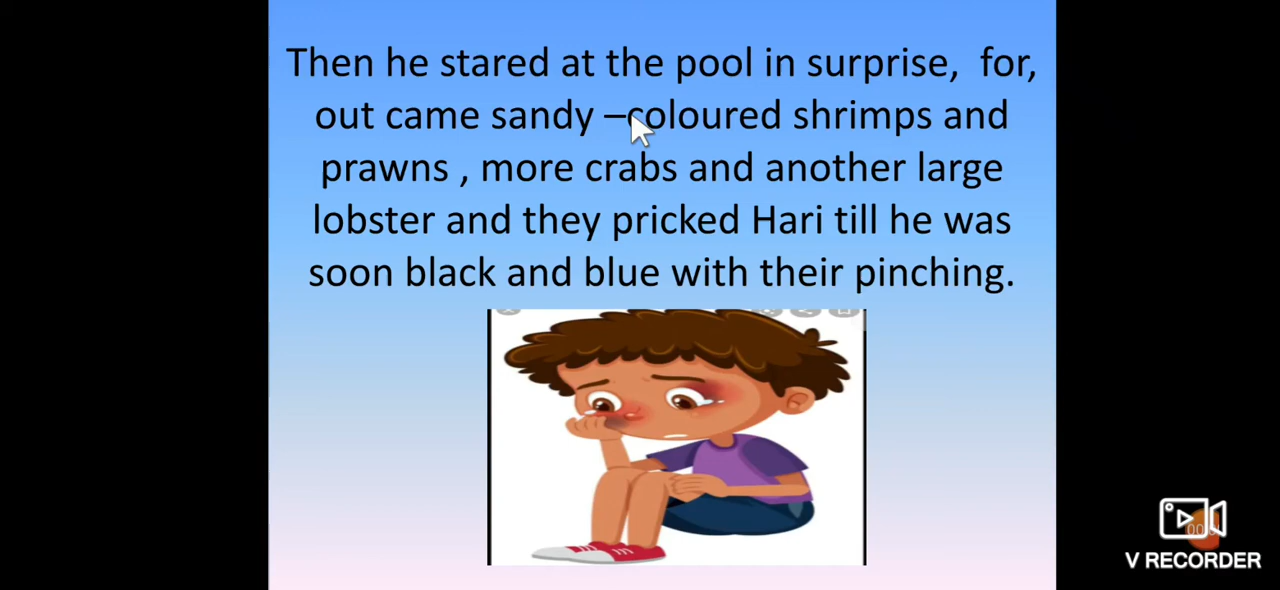 Then he stared at the pool in surprise, for,
out came sandy –coloured shrimps and
prawns , more crabs and another large
lobster and they pricked Hari till he was
soon black and blue with their pinching.
V RECORDER